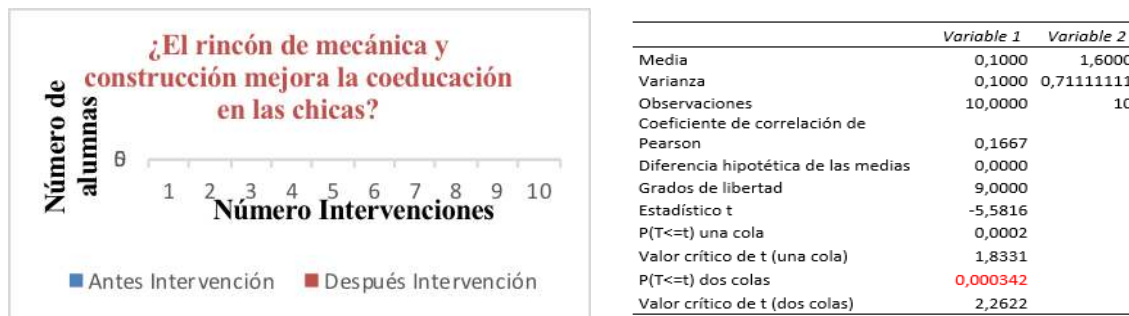 ¿El rincón de mecánica y
construcción mejora la coeducación
en las chicas?
Número de
alumnas
1 2 3 4 5 6 7 8 9 10
Número Intervenciones
Antes Intervención Después Intervención
Variable 1 Variable 2
Media 0,1000 1,6000
Varianza 0,1000 0,71111111
Observaciones 10,0000 10
Coeficiente de correlación de
Pearson 0,1667
Diferencia hipotética de las medias 0,0000
Grados de libertad 9,0000
Estadístico t -5,5816
P(T<=t) una cola 0,0002
Valor crítico de t (una cola) 1,8331
P(T<=t) dos colas 0,000342
Valor crítico de t (dos colas) 2,2622